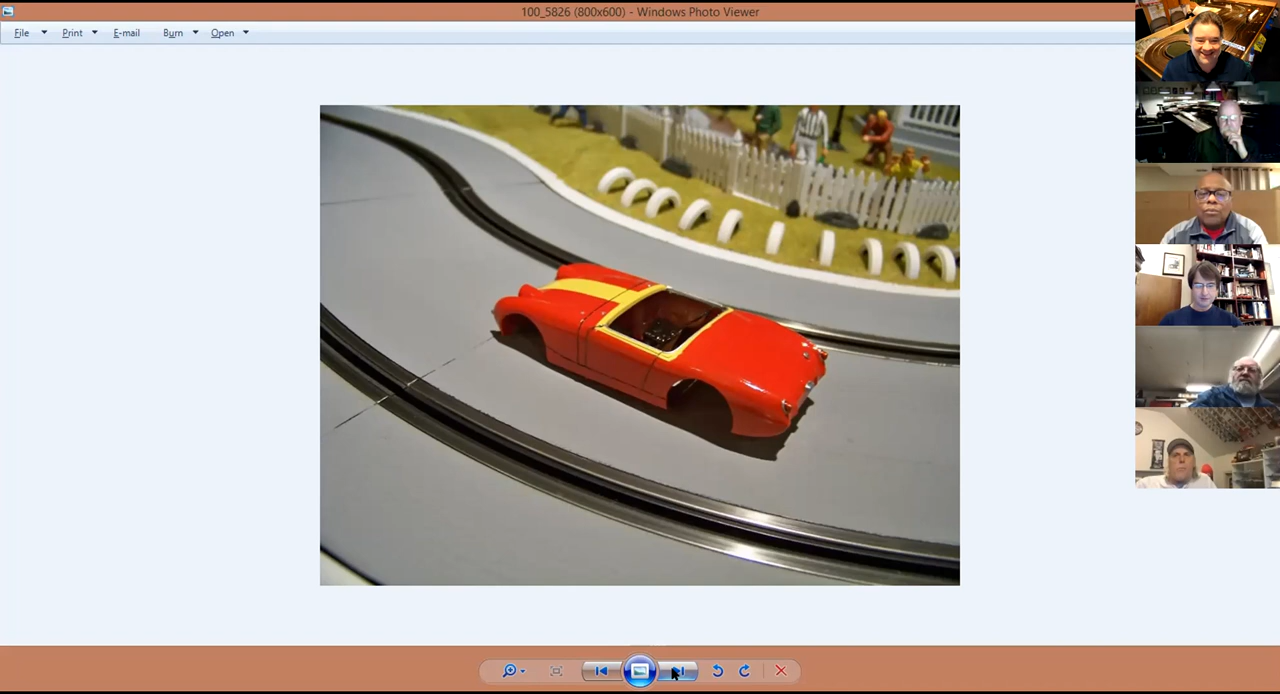 100_5826 (800x600) - Windows Photo Viewer
File Print E-mail Burn Open